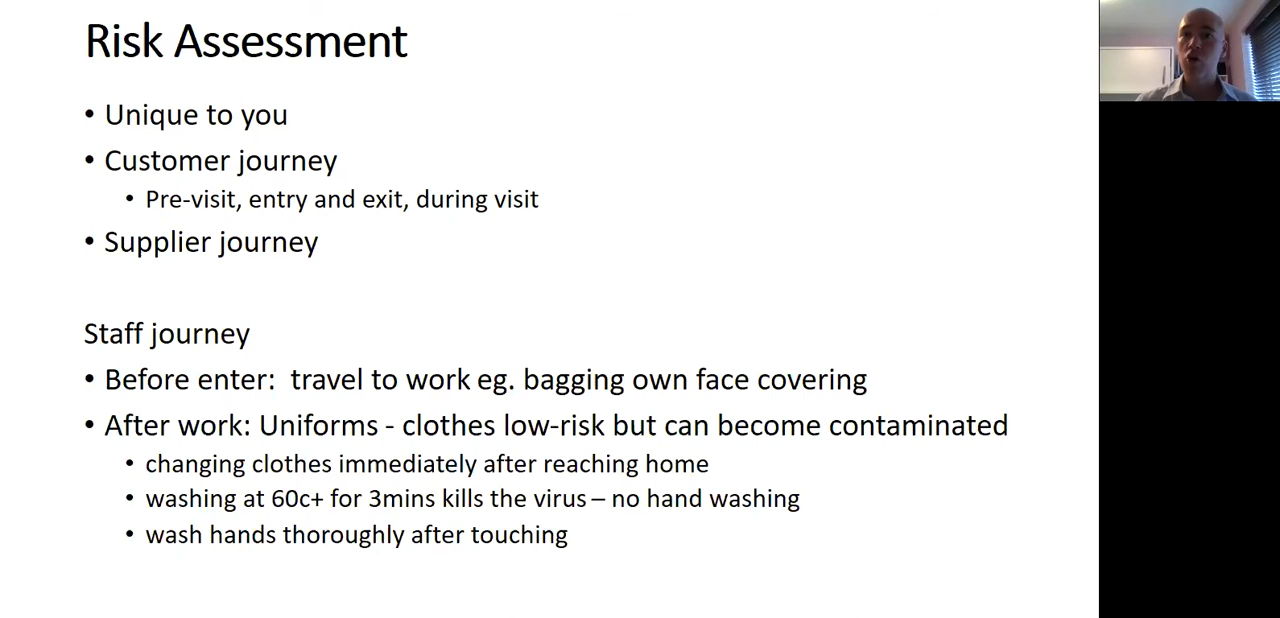 Risk Assessment
• Unique to you
• Customer journey
• Pre-visit, entry and exit, during visit
• Supplier journey
Staff journey
• Before enter:  travel to work eg. bagging own face covering
• After work: Uniforms - clothes low-risk but can become contaminated
• changing clothes immediately after reaching home
• washing at 60c+ for 3mins kills the virus – no hand washing
• wash hands thoroughly after touching